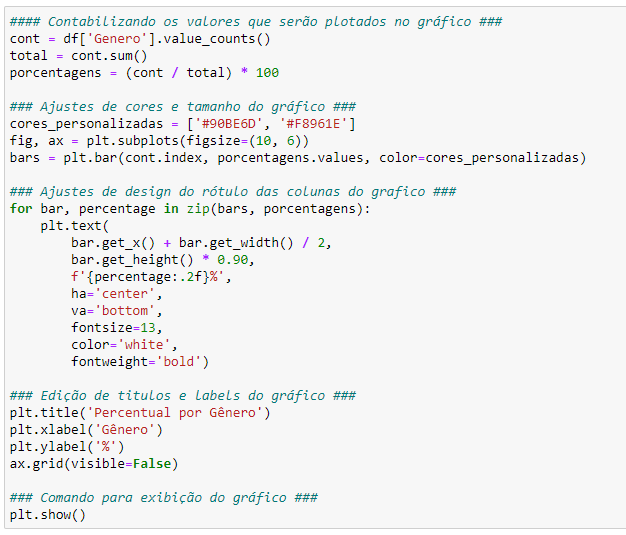 #### Contabilizando os valores que serão plotados no gráfico ###
cont = df['Genero'].value_counts()
total = cont.sum()
porcentagens = (cont / total) * 100

### Ajustes de cores e tamanho do gráfico ###
cores_personalizadas = ['#90BE6D', '#F8961E']
fig, ax = plt.subplots(figsize=(10, 6))
bars = plt.bar(cont.index, porcentagens.values, color=cores_personalizadas)

### Ajustes de design do rótulo das colunas do grafico ###
for bar, percentage in zip(bars, porcentagens):
    plt.text(
        bar.get_x() + bar.get_width() / 2,
        bar.get_height() * 0.90,
        f'{percentage:.2f}%',
        ha='center',
        va='bottom',
        fontsize=13,
        color='white',
        fontweight='bold')

### Edição de titulos e labels do gráfico ###
plt.title('Percentual por Gênero')
plt.xlabel('Gênero')
plt.ylabel('%')
ax.grid(visible=False)

### Comando para exibição do gráfico ###
plt.show()